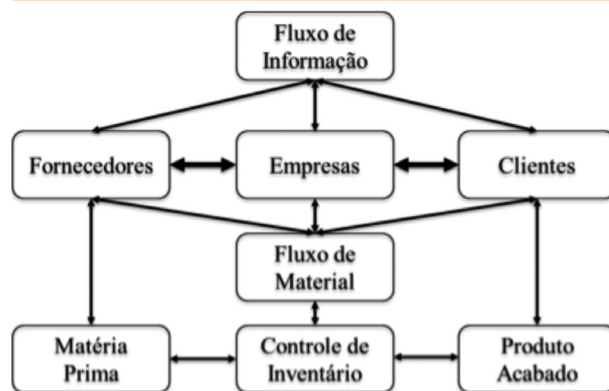 Fluxo de
Informação
Fornecedores
Empresas
Clientes
Fluxo de
Material
Matéria
Prima
Controle de
Inventário
Produto
Acabado